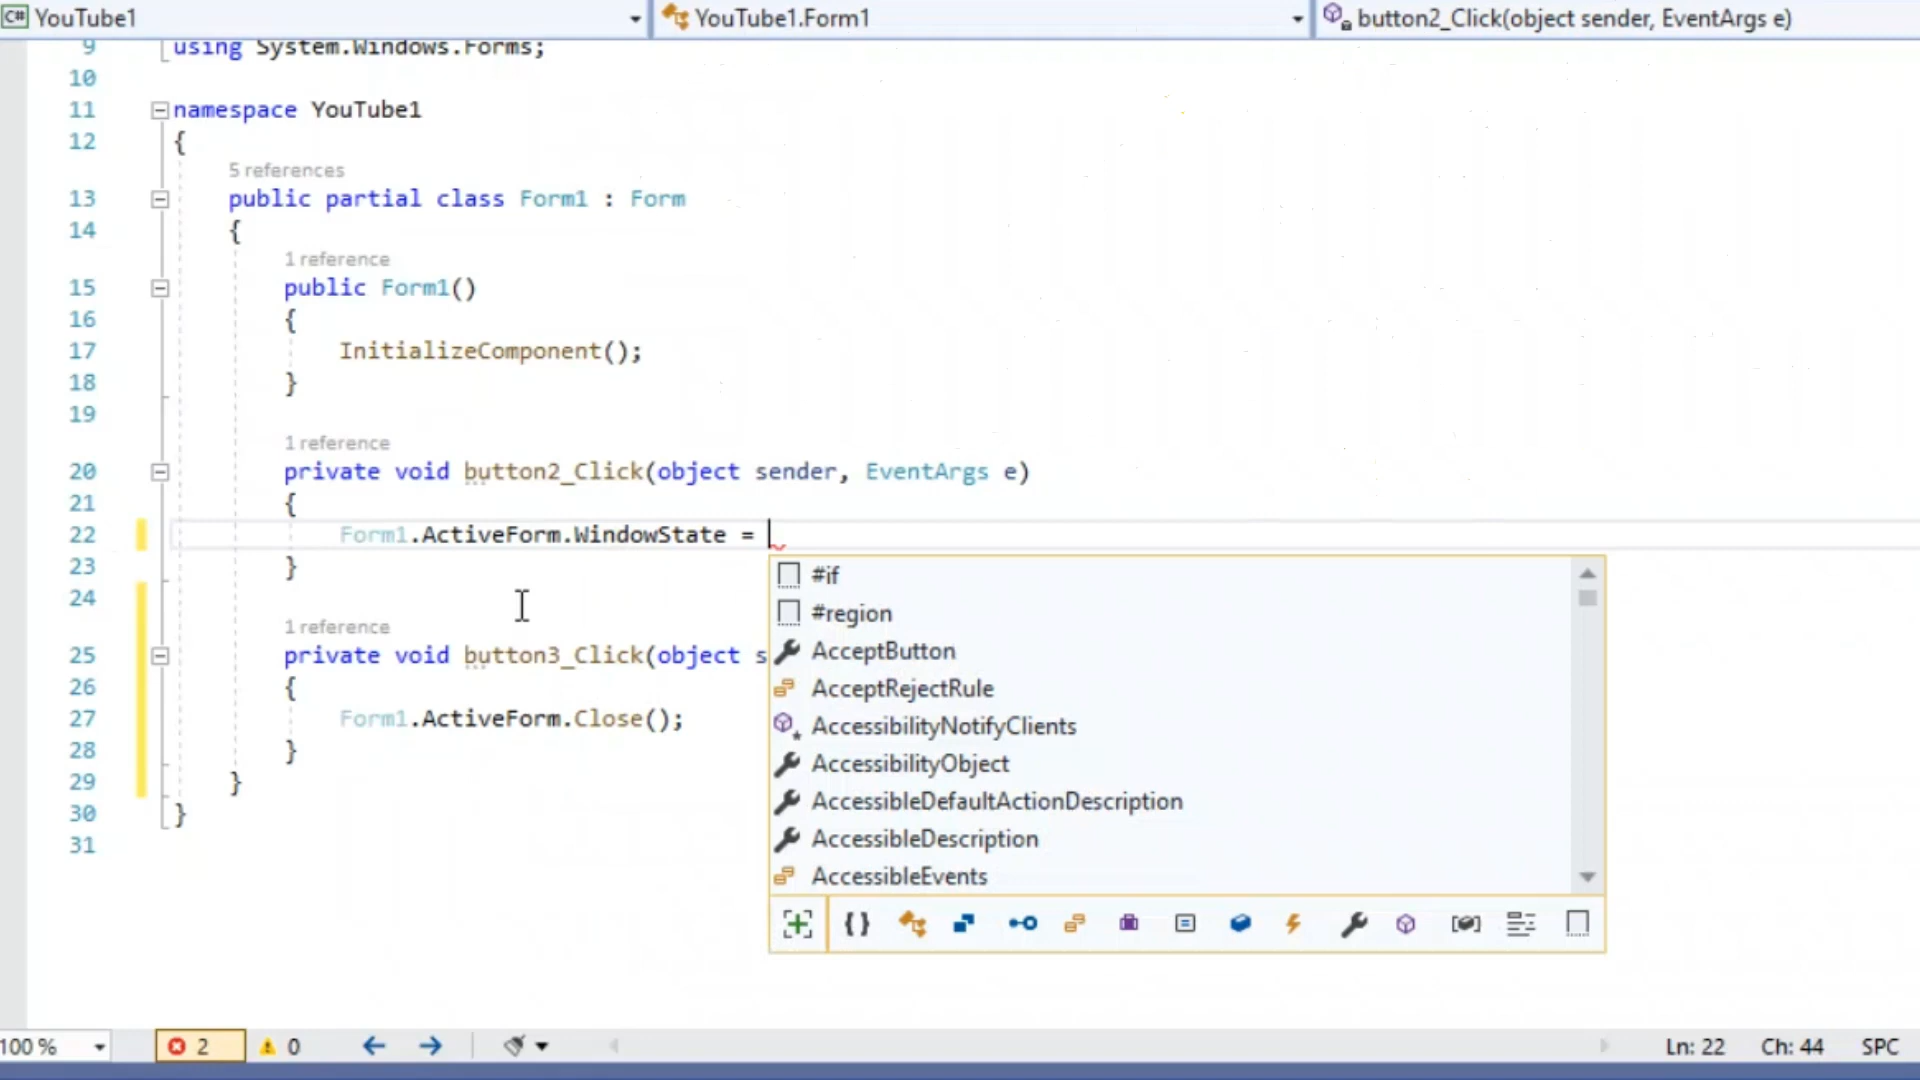 C# YouTube1 YouTube1.Form1 button2_Click(object sender, EventArgs e)
9 using System.Windows.Forms;
10
11 namespace YouTube1
12 {
5 references
13 public partial class Form1 : Form
14 {
1 reference
15 public Form1()
16 {
17 InitializeComponent();
18 }
19
1 reference
20 private void button2_Click(object sender, EventArgs e)
21 {
22 Form1.ActiveForm.WindowState =
23 }
24
1 reference
25 private void button3_Click(object s
26 {
27 Form1.ActiveForm.Close();
28 }
29 }
30 }
31
#if
#region
AcceptButton
AcceptRejectRule
AccessibilityNotifyClients
AccessibilityObject
AccessibleDefaultActionDescription
AccessibleDescription
AccessibleEvents
100 % 2 0 Ln: 22 Ch: 44 SPC